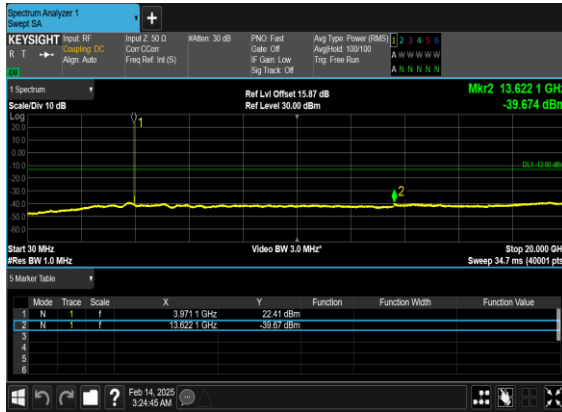 Spectrum Analyzer 1
Swept SA
+
KEYSIGHT Input: RF Input Z: 50 Ω #Atten: 30 dB PNO: Fast Avg Type: Power (RMS) 1 2 3 4 5 6
R T Coupling: DC Corr CCorr Gate: Off Avg|Hold: 100/100 A W W W W W
Align: Auto Freq Ref: Int (S) IF Gain: Low Trig: Free Run
Sig Track: Off A N N N N N
1 Spectrum
Ref Lvl Offset 15.87 dB Mkr2 13.622 1 GHz
Scale/Div 10 dB Ref Level 30.00 dBm -39.674 dBm
Log
20.0
1
10.0
0.00
-10.0
DL1 -13.00 dBm
-20.0
-30.0
2
-40.0
-50.0
-60.0
Start 30 MHz Video BW 3.0 MHz* Stop 20.000 GH
#Res BW 1.0 MHz Sweep 34.7 ms (40001 pts
5 Marker Table
Mode Trace Scale X Y Function Function Width Function Value
1 N 1 f 3.971 1 GHz 22.41 dBm
2 N 1 f 13.622 1 GHz -39.67 dBm
3
4
5
6
? Feb 14, 2025
3:24:45 AM